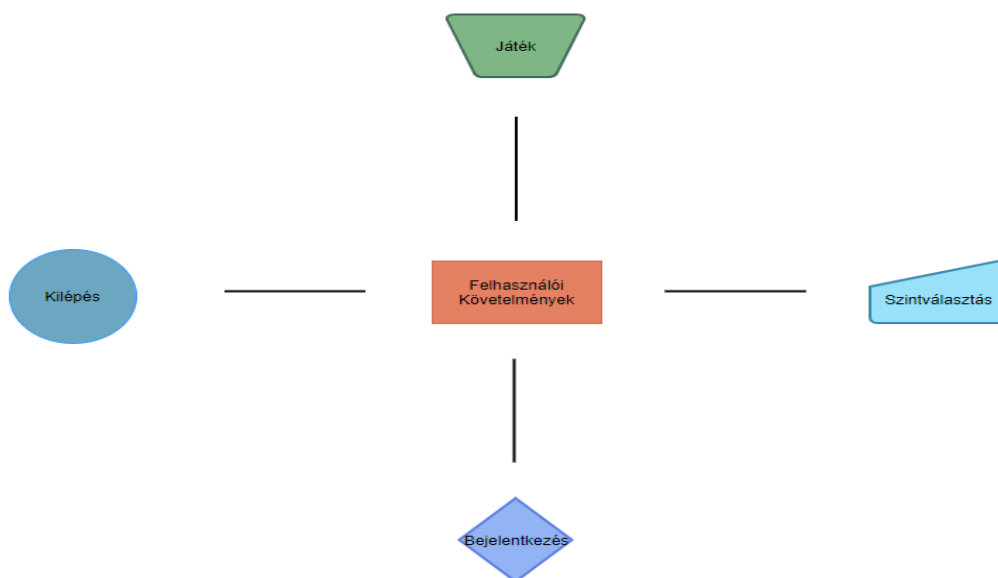 Játék
Kilépés
Felhasználói
Követelmények
Szintválasztás
Bejelentkezés